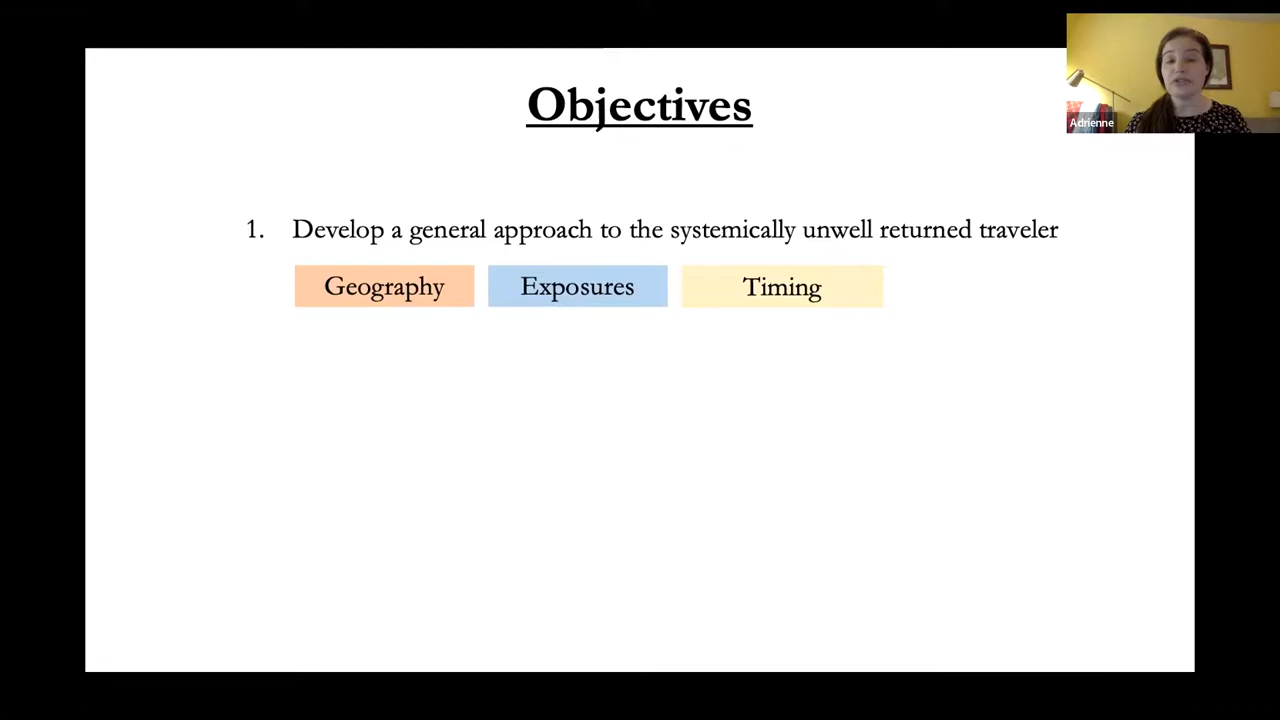 Objectives
Adrienne
1. Develop a general approach to the systemically unwell returned traveler
Geography Exposures Timing